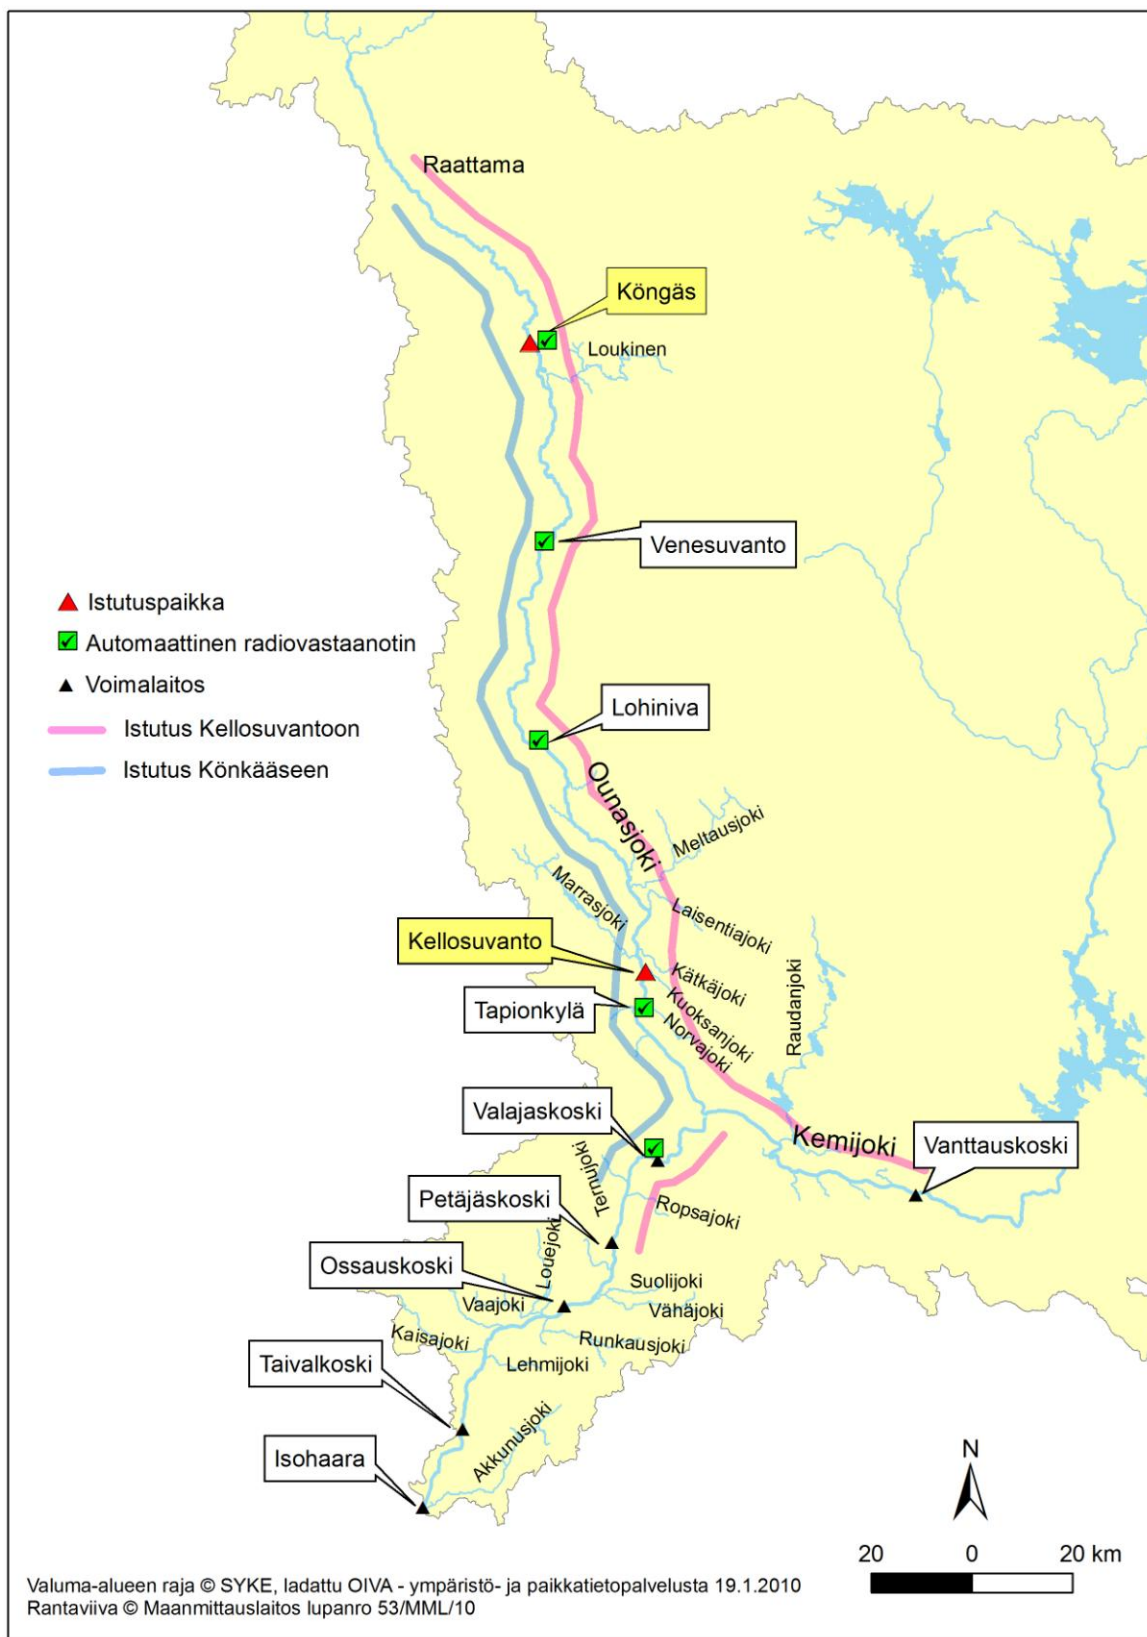 Raattama
Köngäs
Loukinen
Venesuvanto
Istutuspaikka
Automaattinen radiovastaanotin
Voimalaitos
Istutus Kellosuvantoon
Istutus Könkääseen
Lohiniva
Ounasjoki
Meltausjoki
Marrasjoki
Laisentiajoki
Kellosuvanto
Kätkäjoki
Raudanjoki
Tapionkylä
Kuoksanjoki
Norvajoki
Valajaskoski
Kemijoki
Vanttauskoski
Ternujoki
Petäjäskoski
Ropsajoki
Louejoki
Ossauskoski
Suolijoki
Vaajoki
Vähäjoki
Kaisajoki
Runkausjoki
Taivalkoski
Lehmijoki
Akkunusjoki
Isohaara
N
20 0 20 km
Valuma-alueen raja © SYKE, ladattu OIVA - ympäristö- ja paikkatietopalvelusta 19.1.2010
Rantaviiva © Maanmittauslaitos lupanro 53/MML/10